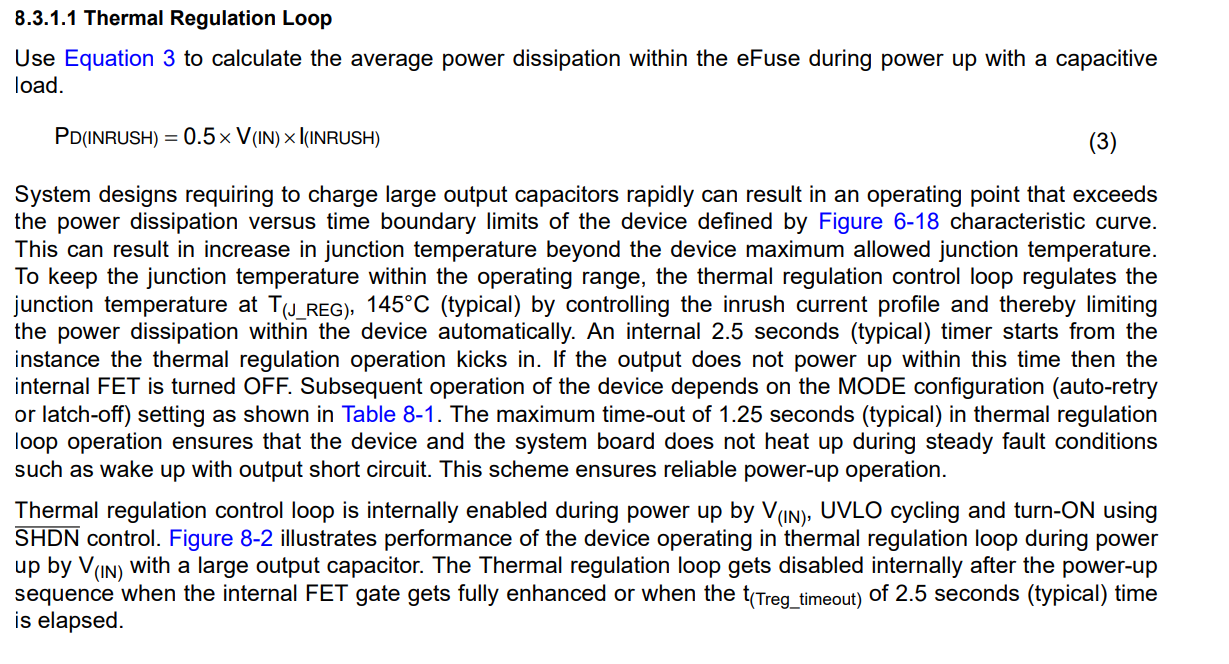 8.3.1.1 Thermal Regulation Loop
Use Equation 3 to calculate the average power dissipation within the eFuse during power up with a capacitive
load.
PD(INRUSH) = 0.5 × V(IN) × I(INRUSH)
(3)
System designs requiring to charge large output capacitors rapidly can result in an operating point that exceeds
the power dissipation versus time boundary limits of the device defined by Figure 6-18 characteristic curve.
This can result in increase in junction temperature beyond the device maximum allowed junction temperature.
To keep the junction temperature within the operating range, the thermal regulation control loop regulates the
junction temperature at T(J_REG), 145°C (typical) by controlling the inrush current profile and thereby limiting
the power dissipation within the device automatically. An internal 2.5 seconds (typical) timer starts from the
instance the thermal regulation operation kicks in. If the output does not power up within this time then the
internal FET is turned OFF. Subsequent operation of the device depends on the MODE configuration (auto-retry
or latch-off) setting as shown in Table 8-1. The maximum time-out of 1.25 seconds (typical) in thermal regulation
loop operation ensures that the device and the system board does not heat up during steady fault conditions
such as wake up with output short circuit. This scheme ensures reliable power-up operation.
Thermal regulation control loop is internally enabled during power up by V(IN), UVLO cycling and turn-ON using
SHDN control. Figure 8-2 illustrates performance of the device operating in thermal regulation loop during power
up by V(IN) with a large output capacitor. The Thermal regulation loop gets disabled internally after the power-up
sequence when the internal FET gate gets fully enhanced or when the t(Treg_timeout) of 2.5 seconds (typical) time
is elapsed.